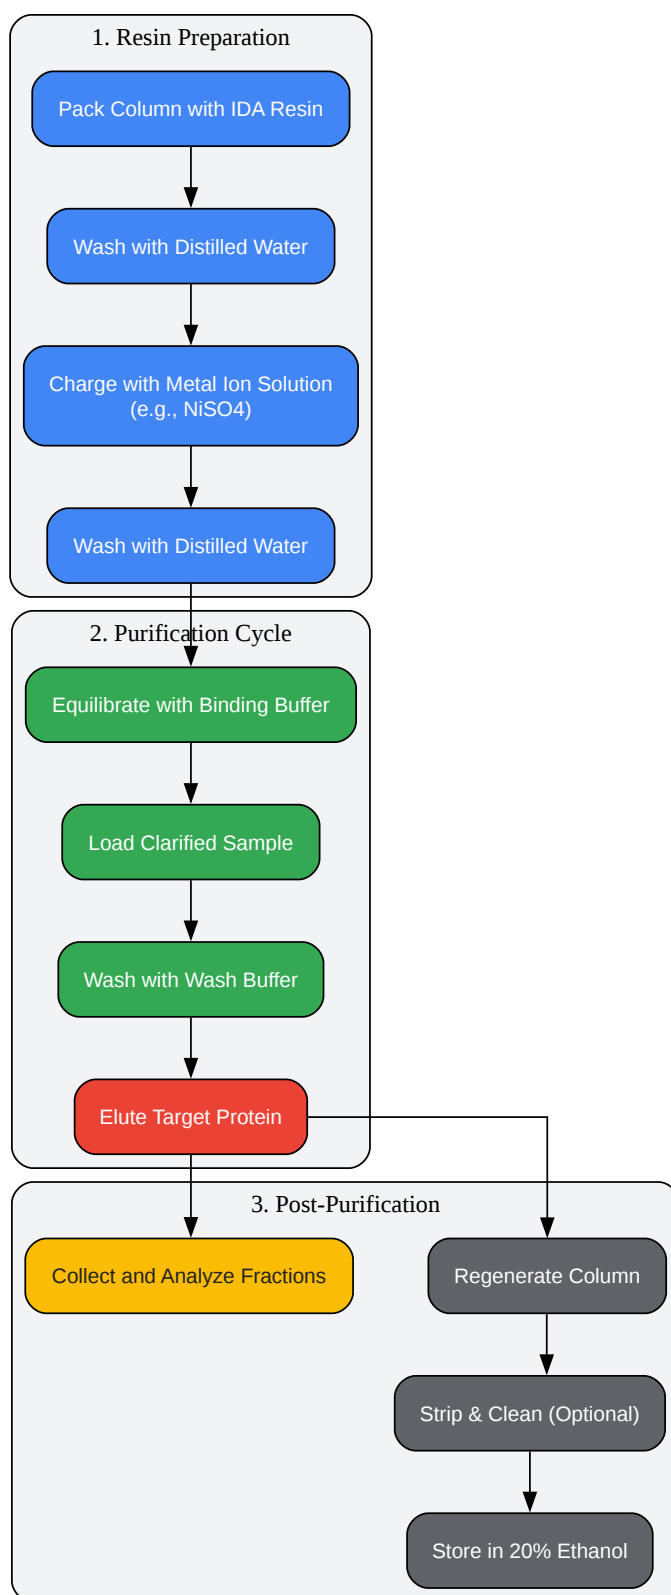 1. Resin Preparation
Pack Column with IDA Resin
Wash with Distilled Water
Charge with Metal Ion Solution
(e.g., NiSO4)
Wash with Distilled Water
2. Purification Cycle
Equilibrate with Binding Buffer
Load Clarified Sample
Wash with Wash Buffer
Elute Target Protein
3. Post-Purification
Collect and Analyze Fractions
Regenerate Column
Strip & Clean (Optional)
Store in 20% Ethanol